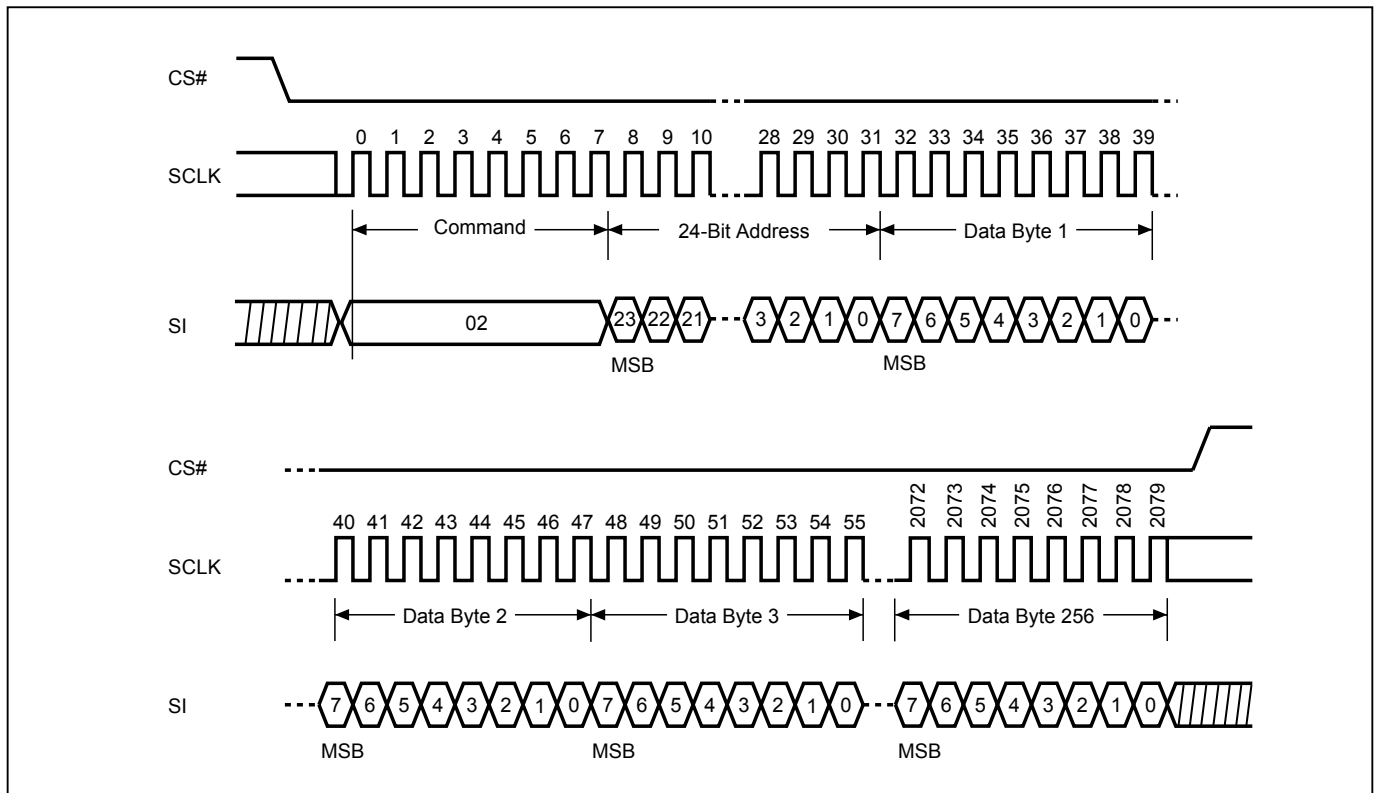 CS#
0 1 2 3 4 5 6 7 8 9 10 28 29 30 31 32 33 34 35 36 37 38 39
SCLK
Command 24-Bit Address Data Byte 1
SI 02 23 22 21 3 2 1 0 7 6 5 4 3 2 1 0
MSB MSB
CS#
40 41 42 43 44 45 46 47 48 49 50 51 52 53 54 55 2072 2073 2074 2075 2076 2077 2078 2079
SCLK
Data Byte 2 Data Byte 3 Data Byte 256
SI 7 6 5 4 3 2 1 0 7 6 5 4 3 2 1 0 7 6 5 4 3 2 1 0
MSB MSB MSB